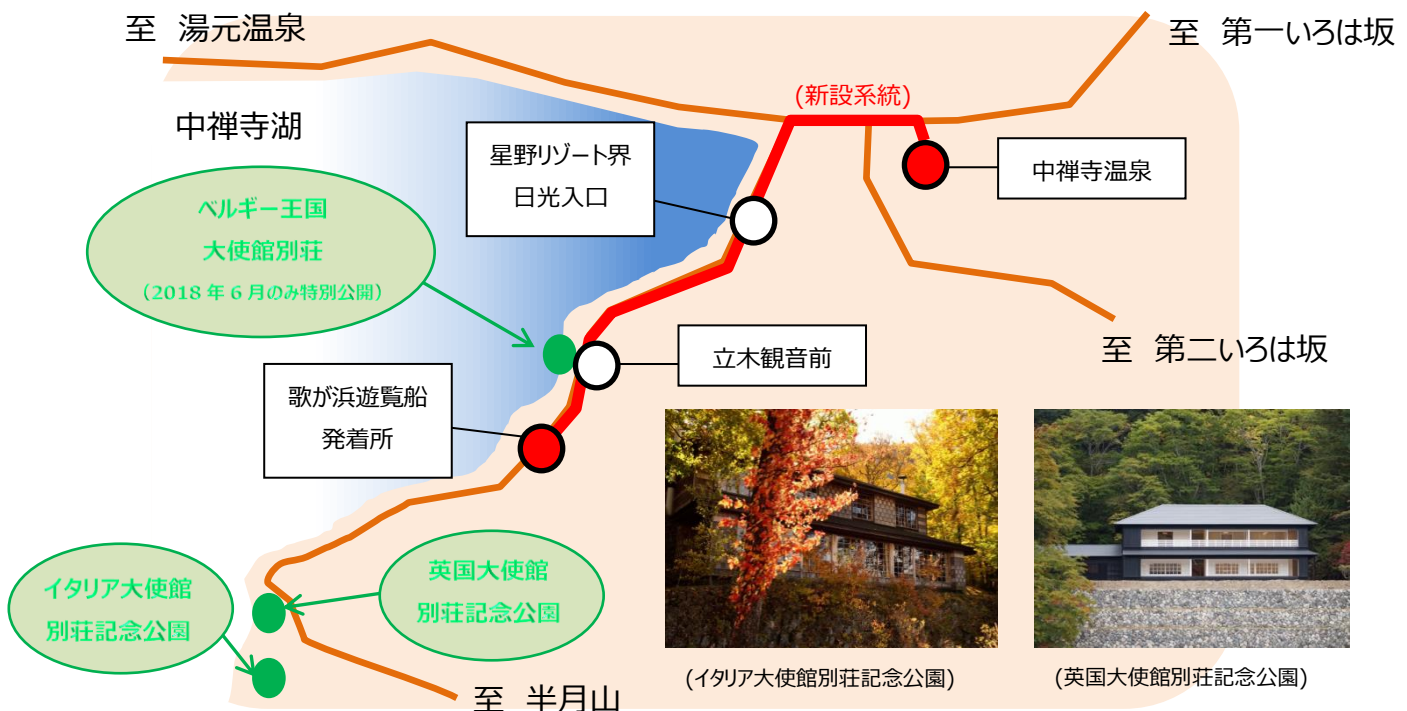 至 湯元温泉
至 第一いろは坂
(新設系統)
中禅寺湖
星野リゾート界
日光入口
中禅寺温泉
ベルギー王国
大使館別荘
（2018年6月のみ特別公開）
立木観音前
至 第二いろは坂
歌が浜遊覧船
発着所
英国大使館
別荘記念公園
イタリア大使館
別荘記念公園
(イタリア大使館別荘記念公園)
(英国大使館別荘記念公園)
至 半月山